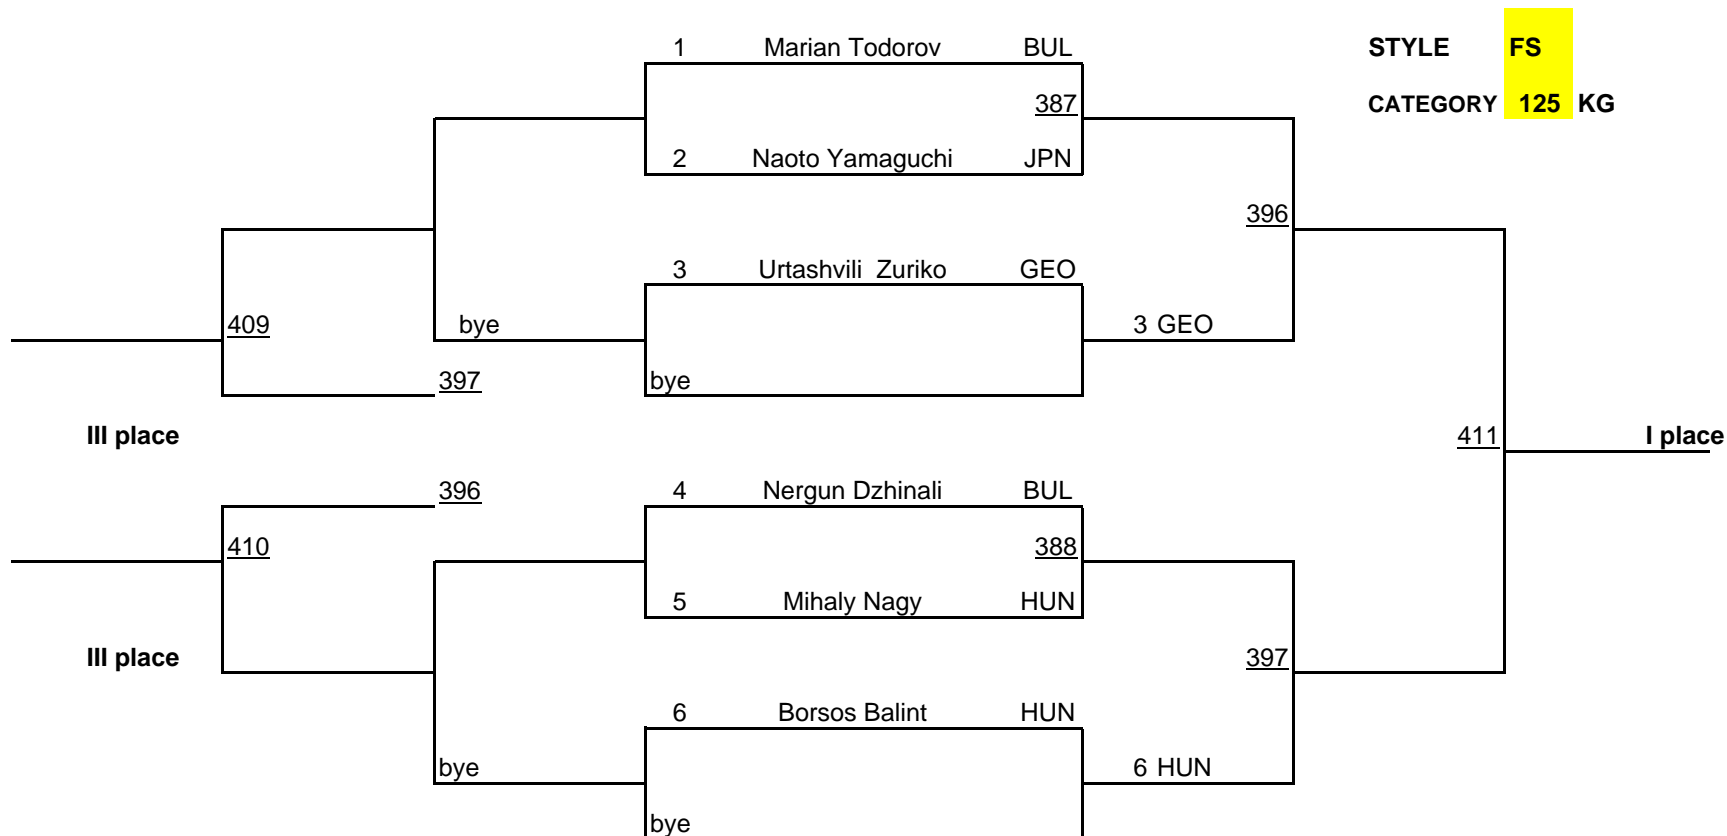 1 Marian Todorov BUL STYLE FS
387 CATEGORY 125 KG
2 Naoto Yamaguchi JPN
396
3 Urtashvili Zuriko GEO
409 bye 3 GEO
397 bye
III place 411 I place
396 4 Nergun Dzhinali BUL
410 388
5 Mihaly Nagy HUN
III place 397
6 Borsos Balint HUN
bye 6 HUN
bye